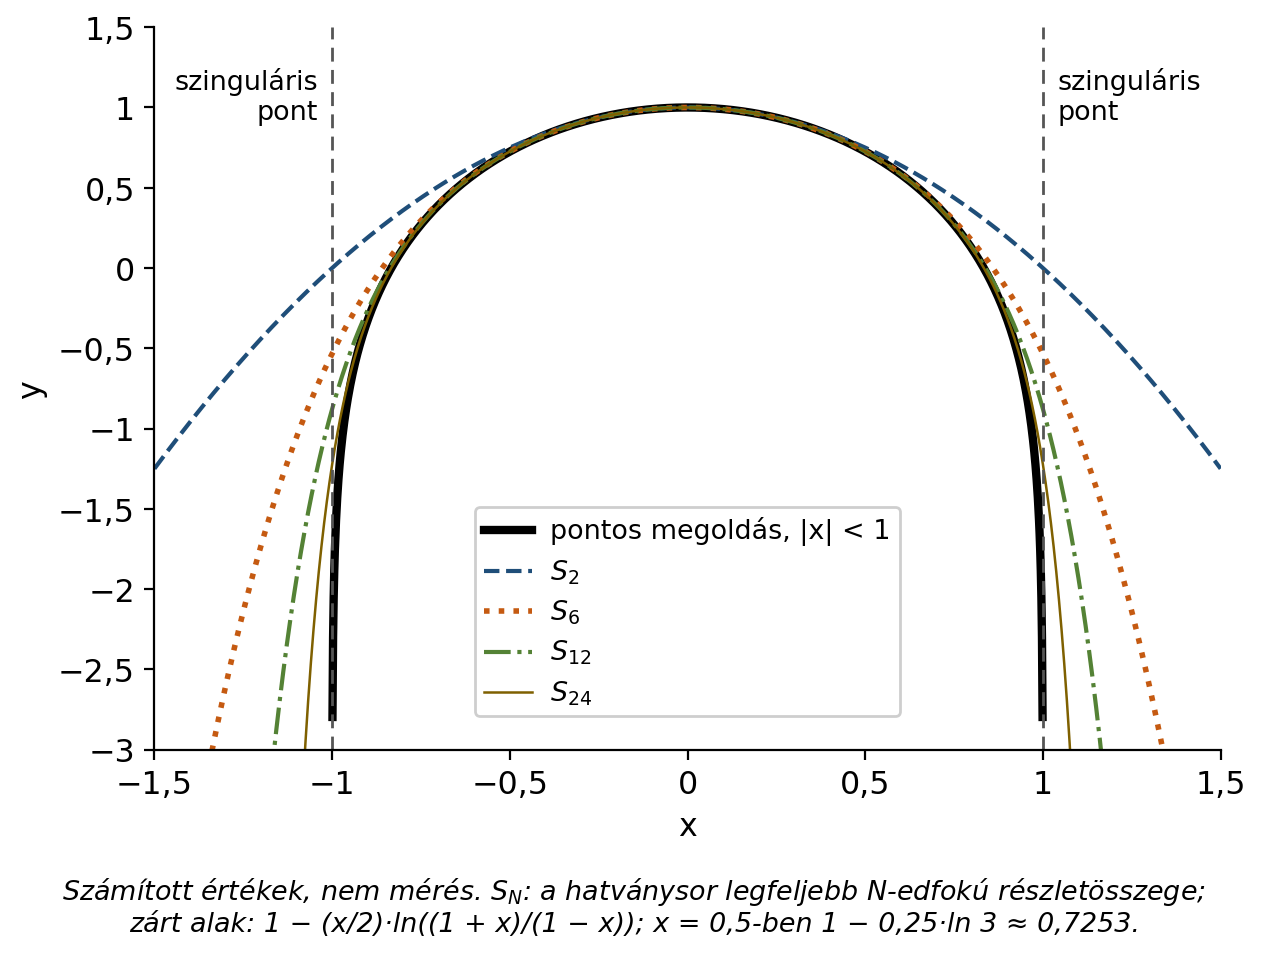 1,5
1
0,5
0
−0,5
−1
−1,5
−2
−2,5
−3
y
szinguláris
pont
szinguláris
pont
pontos megoldás, |x| < 1
S₂
S₆
S₁₂
S₂₄
−1,5
−1
−0,5
0
0,5
1
1,5
x
Számított értékek, nem mérés. S_N: a hatványsor legfeljebb N-edfokú részletösszege;
zárt alak: 1 − (x/2)·ln((1 + x)/(1 − x)); x = 0,5-ben 1 − 0,25·ln 3 ≈ 0,7253.